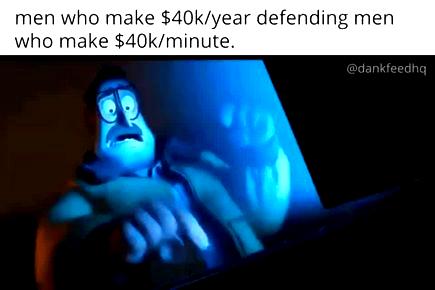 men who make $40k/year defending men
who make $40k/minute.
@dankfeedhq